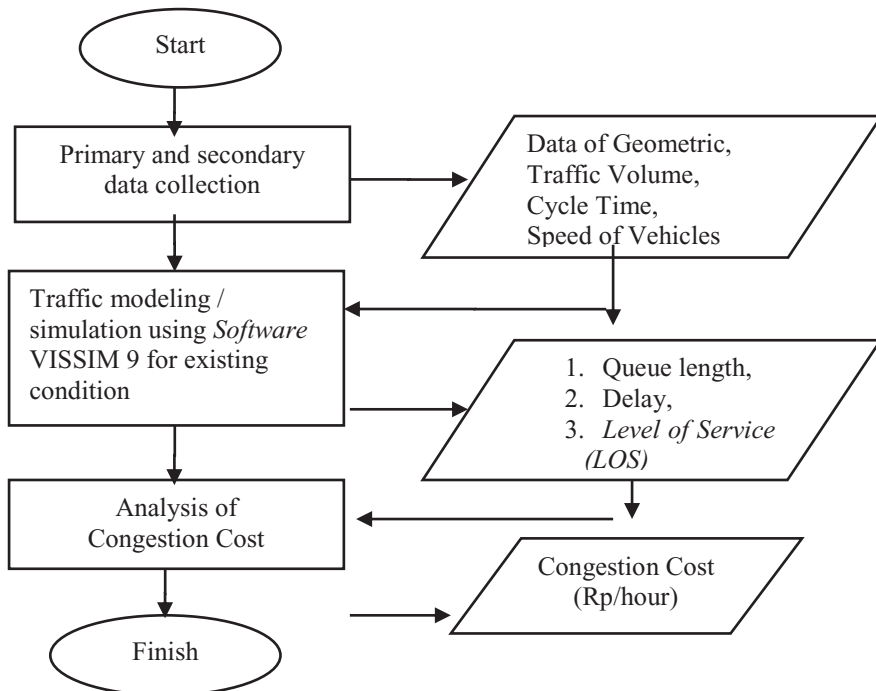 Start
Primary and secondary
data collection
Data of Geometric,
Traffic Volume,
Cycle Time,
Speed of Vehicles
Traffic modeling /
simulation using Software
VISSIM 9 for existing
condition
1. Queue length,
2. Delay,
3. Level of Service
(LOS)
Analysis of
Congestion Cost
Congestion Cost
(Rp/hour)
Finish